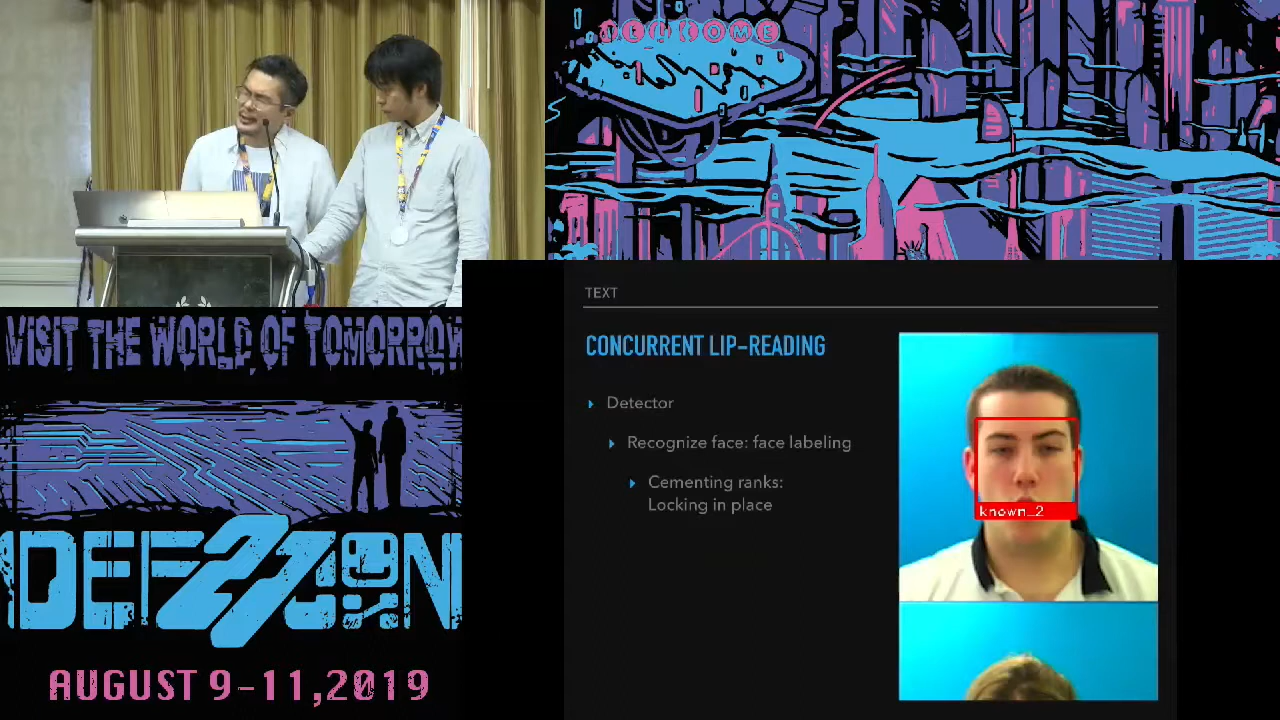 WELCOME
VISIT THE WORLD OF TOMORROW
DEF CON
27
AUGUST 9-11,2019
TEXT
CONCURRENT LIP-READING
Detector
Recognize face: face labeling
Cementing ranks:
Locking in place
known_2